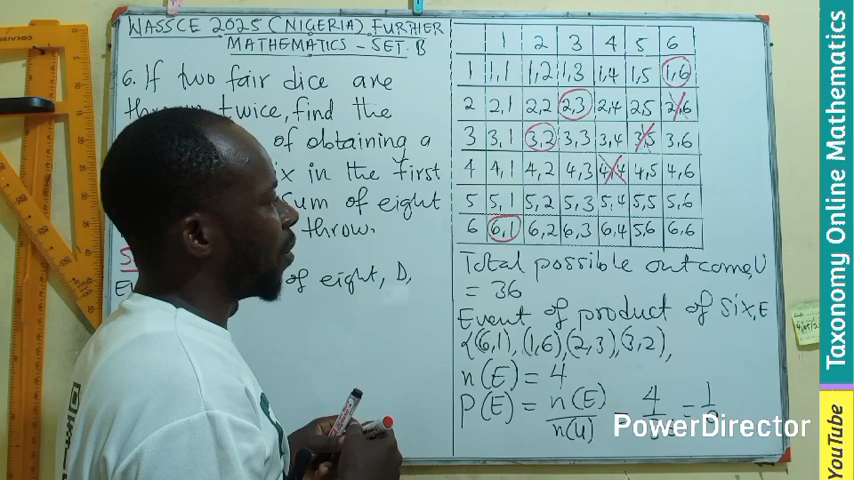 WASSCE 2025 (NIGERIA) FURTHER
MATHEMATICS - SET B
6. If two fair dice are
twice, find the
of obtaining a
in the first
sum of eight
throw.
of eight, D,
1 2 3 4 5 6
1 1,1 1,2 1,3 1,4 1,5 1,6
2 2,1 2,2 2,3 2,4 2,5 2,6
3 3,1 3,2 3,3 3,4 3,5 3,6
4 4,1 4,2 4,3 4,4 4,5 4,6
5 5,1 5,2 5,3 5,4 5,5 5,6
6 6,1 6,2 6,3 6,4 5,6 6,6
Total possible outcome, U
= 36
Event of product of six, E
{(6,1), (1,6), (2,3), (3,2),
n(E) = 4
P(E) = n(E)/n(U) = 4 = 1
PowerDirector
Taxonomy Online Mathematics
YouTube